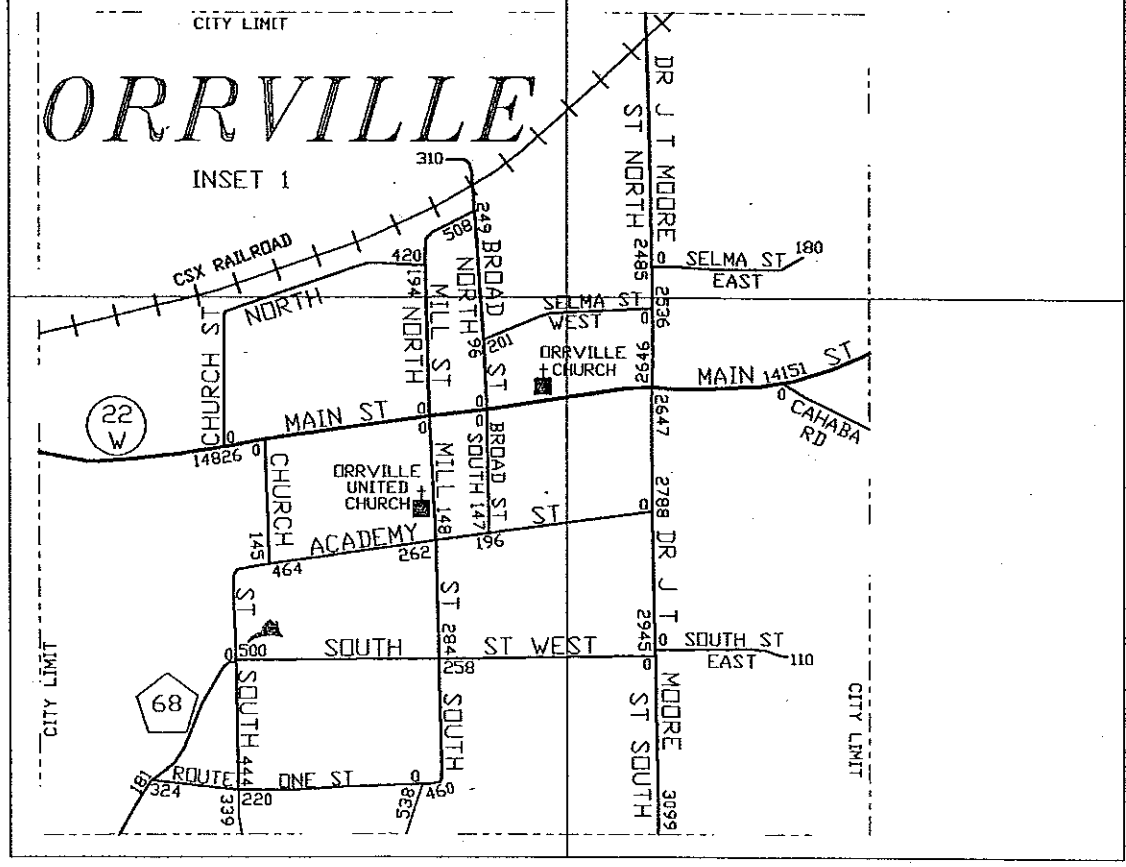 CITY LIMIT
ORRVILLE
INSET 1
310
CSX RAILROAD
DR J T MOORE
ST NORTH
249
508
420
194
2485
0
SELMA ST
180
EAST
NORTH
CHURCH ST
MILL ST
NORTH
BROAD ST
NORTH
96
201
SELMA ST
WEST
0
2536
2646
ORRVILLE
CHURCH
MAIN ST
14151
0
CAHABA
RD
2647
22
W
MAIN ST
0
14826
0
0
0
0
0
CHURCH ST
145
ORRVILLE
UNITED
CHURCH
MILL ST
148
BROAD ST
SOUTH
147
ACADEMY ST
0
2788
464
262
196
DR J T MOORE
ST SOUTH
2945
0
SOUTH ST
EAST
110
0
500
SOUTH ST WEST
284
258
0
SOUTH
SOUTH
68
CITY LIMIT
CITY LIMIT
181
324
ROUTE ONE ST
444
339
220
0
538
460
3099